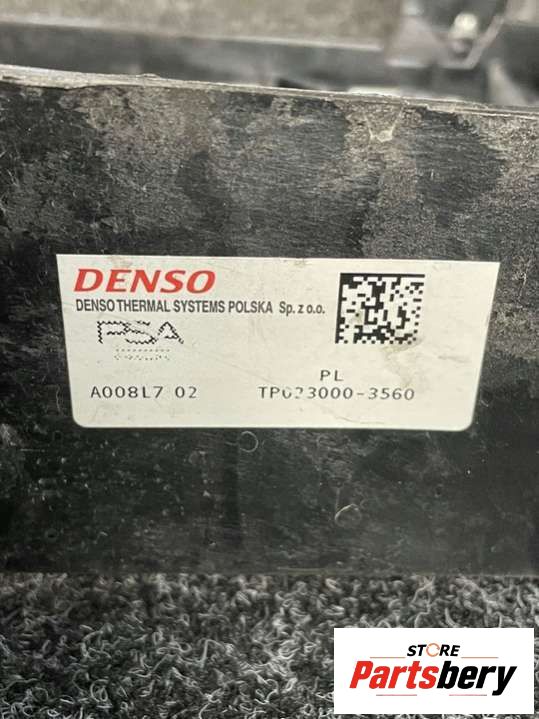 DENSO
DENSO THERMAL SYSTEMS POLSKA Sp. z o.o.
PSA
PL
A008L7 02 TP023000-3560
STORE
Partsbery